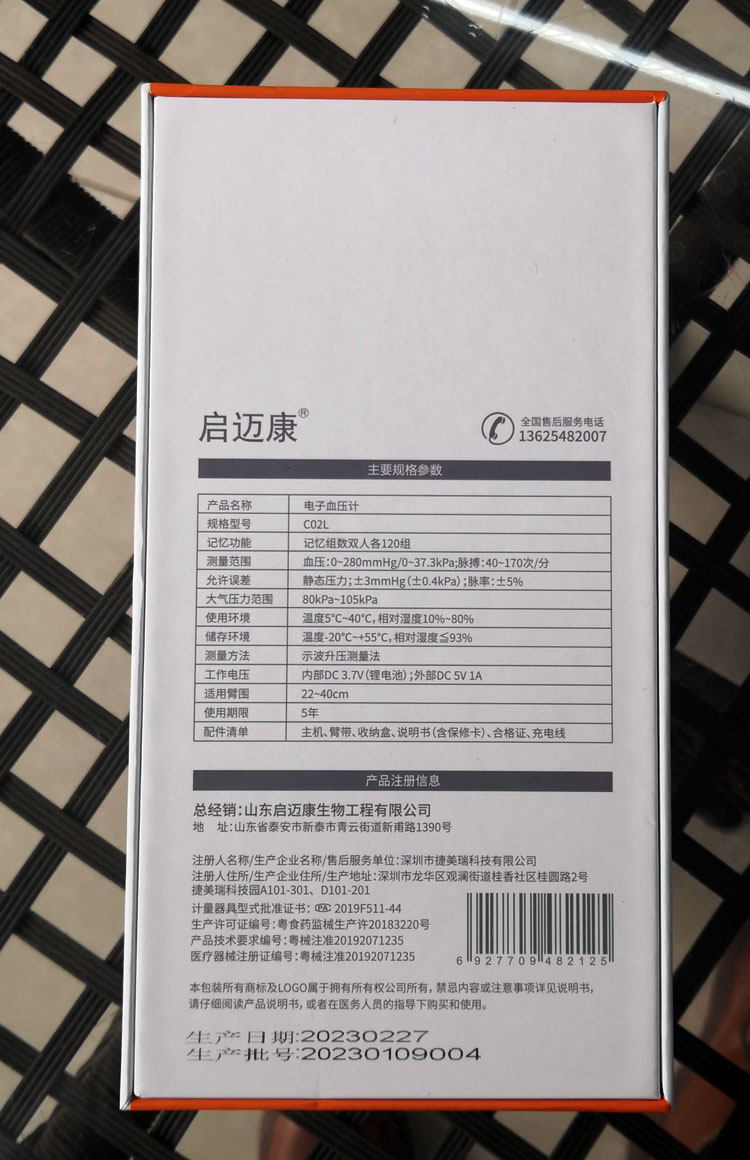 启迈康®
全国售后服务电话
13625482007
主要规格参数
产品名称 电子血压计
规格型号 C02L
记忆功能 记忆组数双人各120组
测量范围 血压:0~280mmHg/0~37.3kPa;脉搏:40~170次/分
允许误差 静态压力;±3mmHg(±0.4kPa);脉率:±5%
大气压力范围 80kPa~105kPa
使用环境 温度5°C~40°C,相对湿度10%~80%
储存环境 温度-20°C~+55°C,相对湿度≦93%
测量方法 示波升压测量法
工作电压 内部DC 3.7V(锂电池);外部DC 5V 1A
适用臂围 22~40cm
使用期限 5年
配件清单 主机、臂带、收纳盒、说明书(含保修卡)、合格证、充电线
产品注册信息
总经销:山东启迈康生物工程有限公司
地 址:山东省泰安市新泰市青云街道新甫路1390号
注册人名称/生产企业名称/售后服务单位:深圳市捷美瑞科技有限公司
注册人住所/生产企业住所/生产地址:深圳市龙华区观澜街道桂香社区桂圆路2号
捷美瑞科技园A101-301、D101-201
计量器具型式批准证书: CPA 2019F511-44
生产许可证编号:粤食药监械生产许20183220号
产品技术要求编号:粤械注准20192071235
医疗器械注册证编号:粤械注准20192071235
6 927709 482125
本包装所有商标及LOGO属于拥有所有权公司所有,禁忌内容或注意事项详见说明书,
请仔细阅读产品说明书,或者在医务人员的指导下购买和使用。
生产日期:20230227
生产批号:20230109004